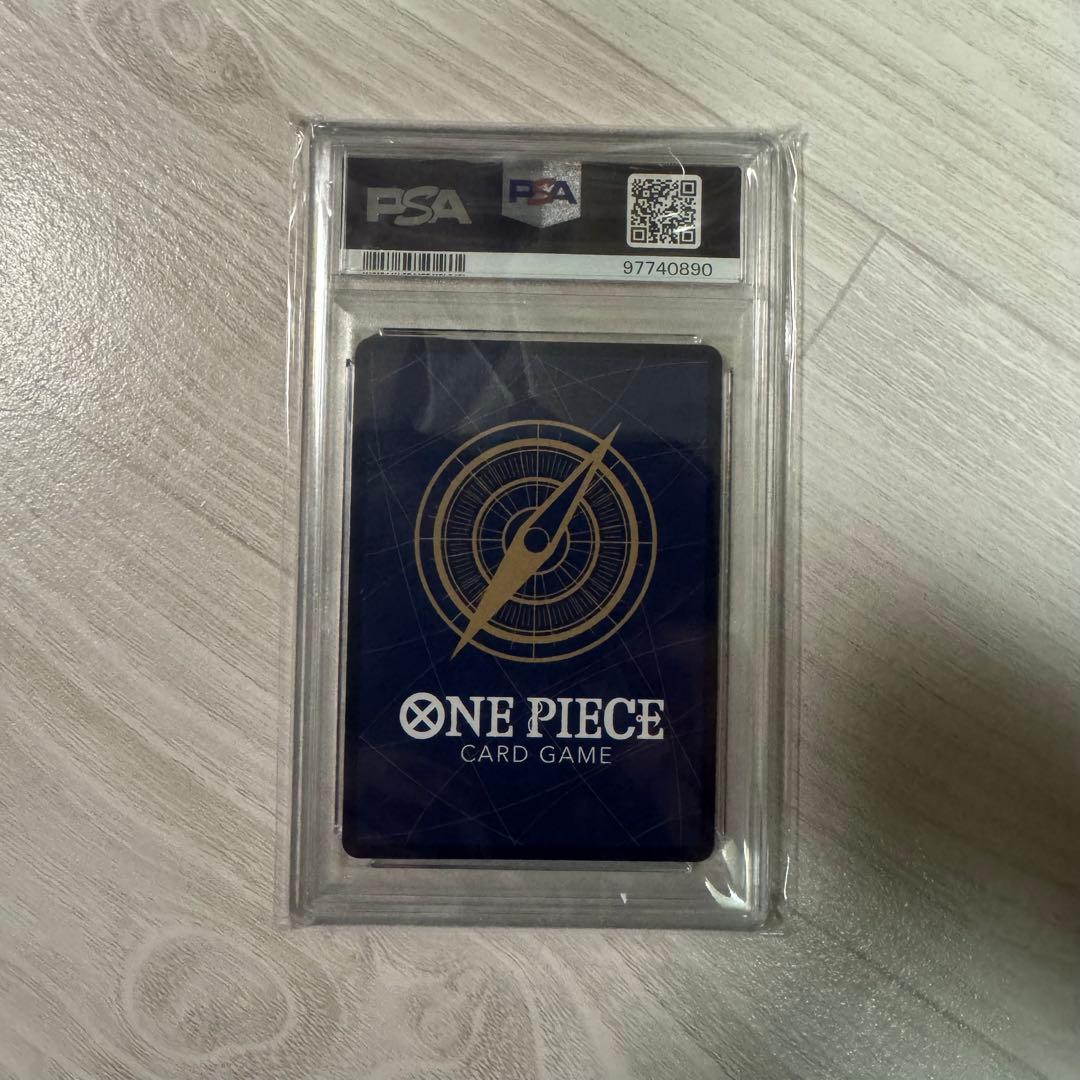 PSA
PSA
97740890
ONE PIECE
CARD GAME